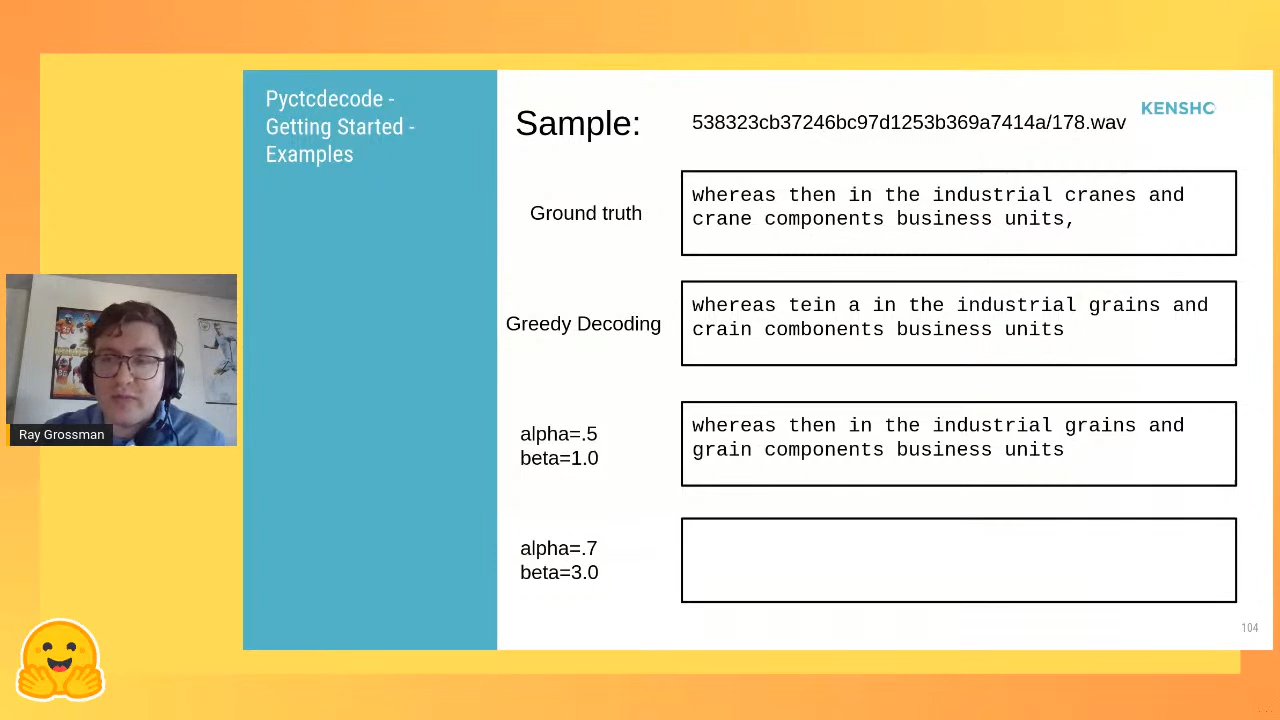 Pyctcdecode -
Getting Started -
Examples
Sample:
538323cb37246bc97d1253b369a7414a/178.wav
KENSHO
Ground truth
whereas then in the industrial cranes and
crane components business units,
Greedy Decoding
whereas tein a in the industrial grains and
crain combonents business units
alpha=.5
beta=1.0
whereas then in the industrial grains and
grain components business units
alpha=.7
beta=3.0
Ray Grossman
104